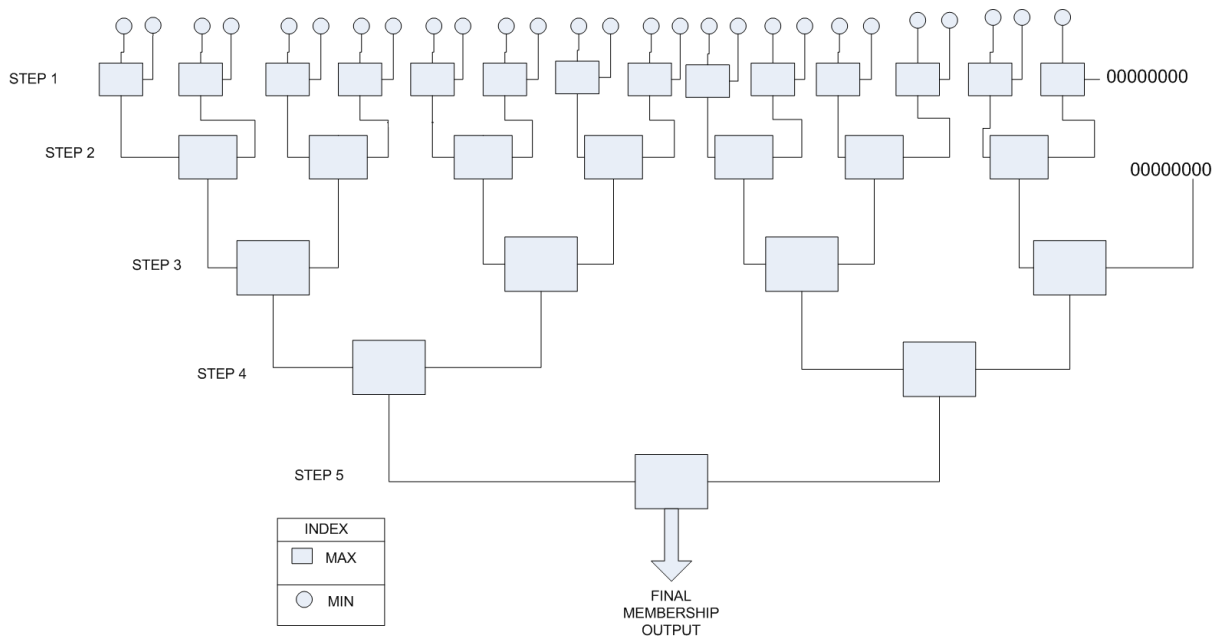 STEP 1
00000000
STEP 2
00000000
STEP 3
STEP 4
STEP 5
INDEX
MAX
MIN
FINAL
MEMBERSHIP
OUTPUT